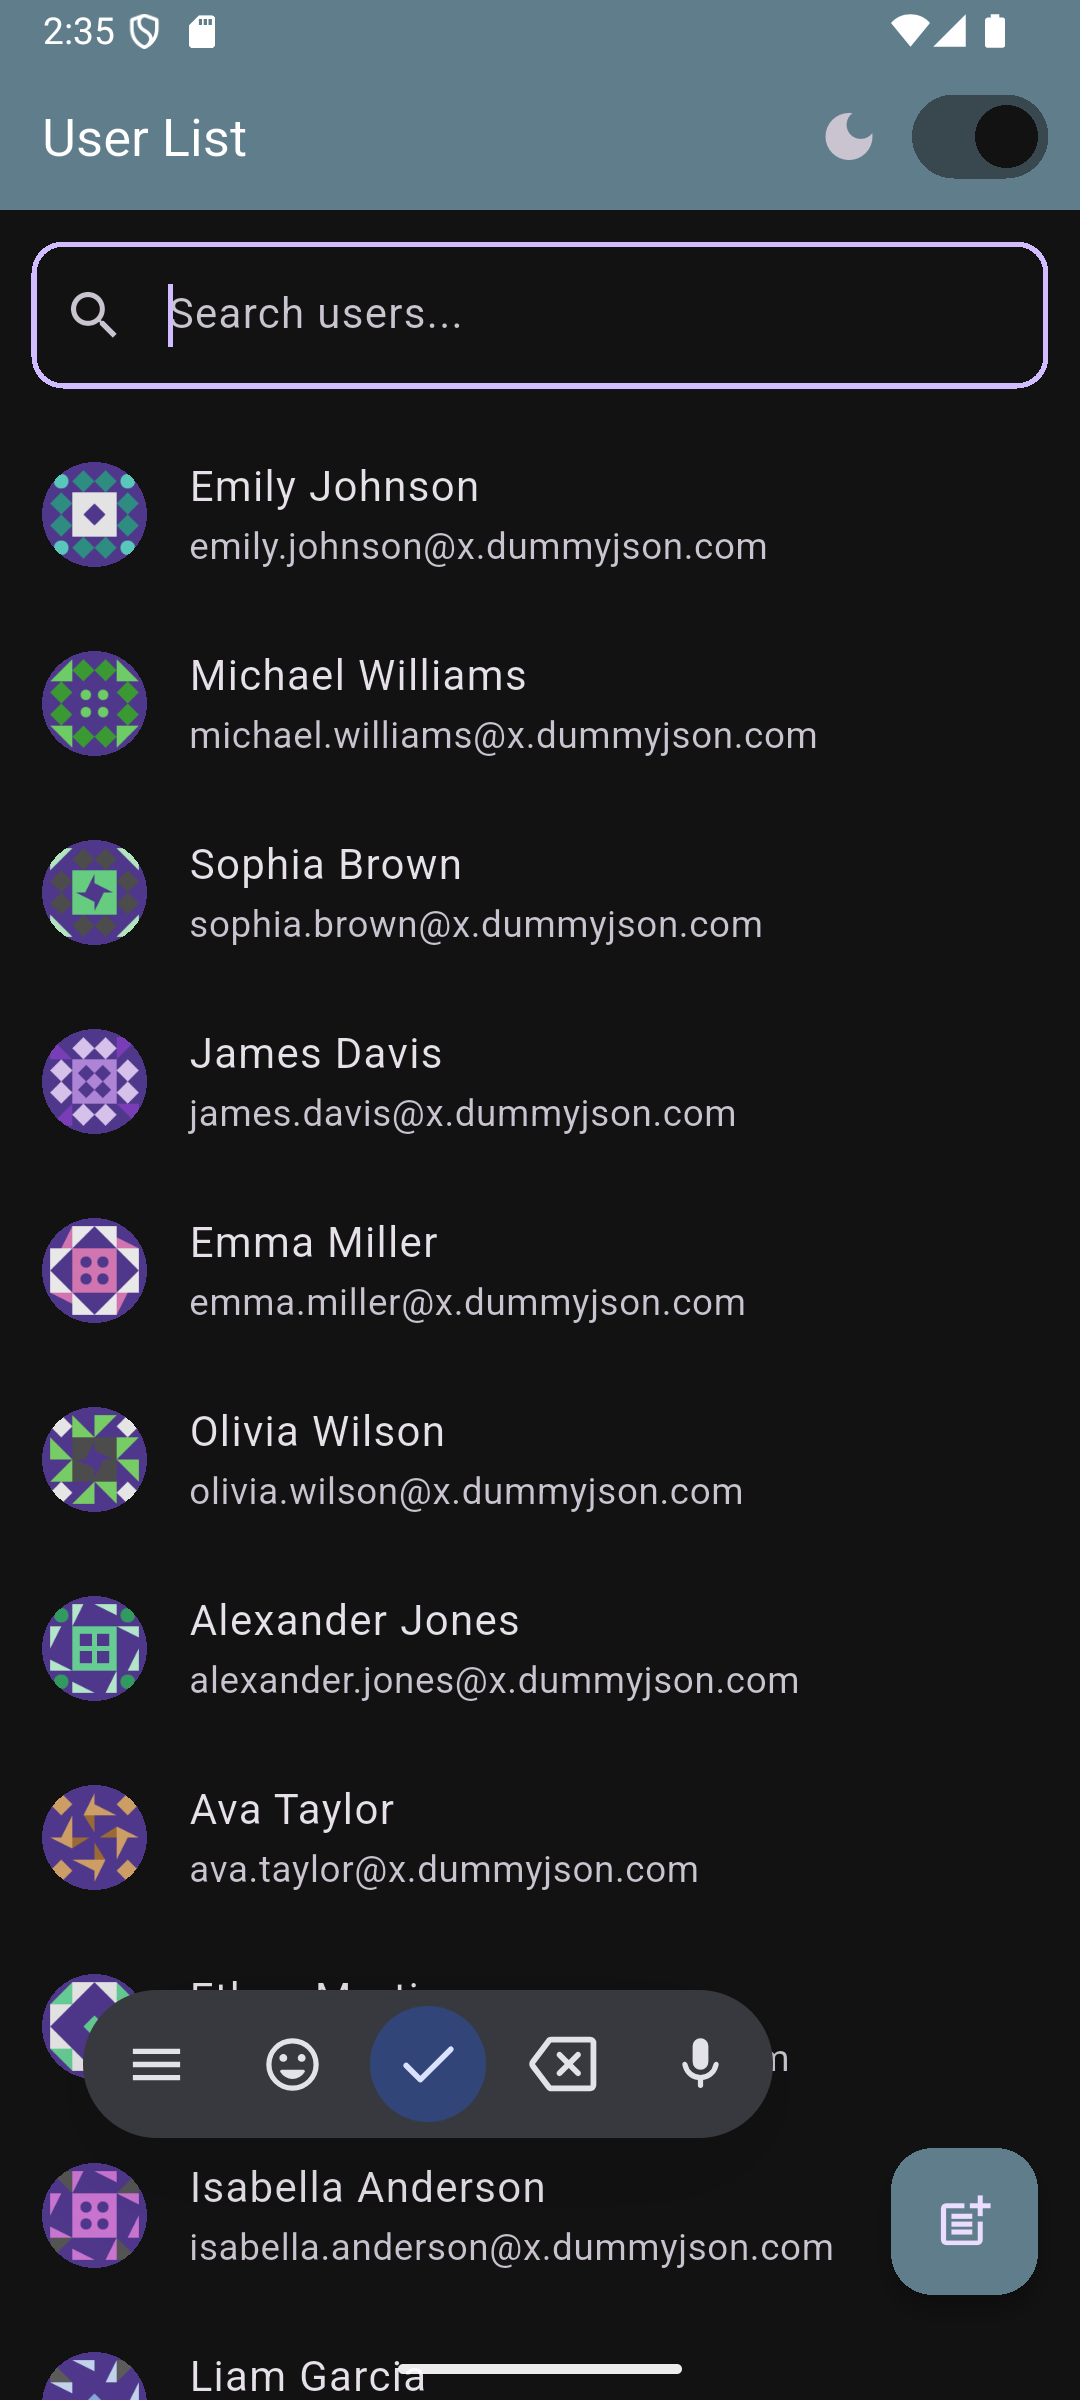 2:35
User List
Search users...
Emily Johnson
emily.johnson@x.dummyjson.com
Michael Williams
michael.williams@x.dummyjson.com
Sophia Brown
sophia.brown@x.dummyjson.com
James Davis
james.davis@x.dummyjson.com
Emma Miller
emma.miller@x.dummyjson.com
Olivia Wilson
olivia.wilson@x.dummyjson.com
Alexander Jones
alexander.jones@x.dummyjson.com
Ava Taylor
ava.taylor@x.dummyjson.com
Isabella Anderson
isabella.anderson@x.dummyjson.com
Liam Garcia